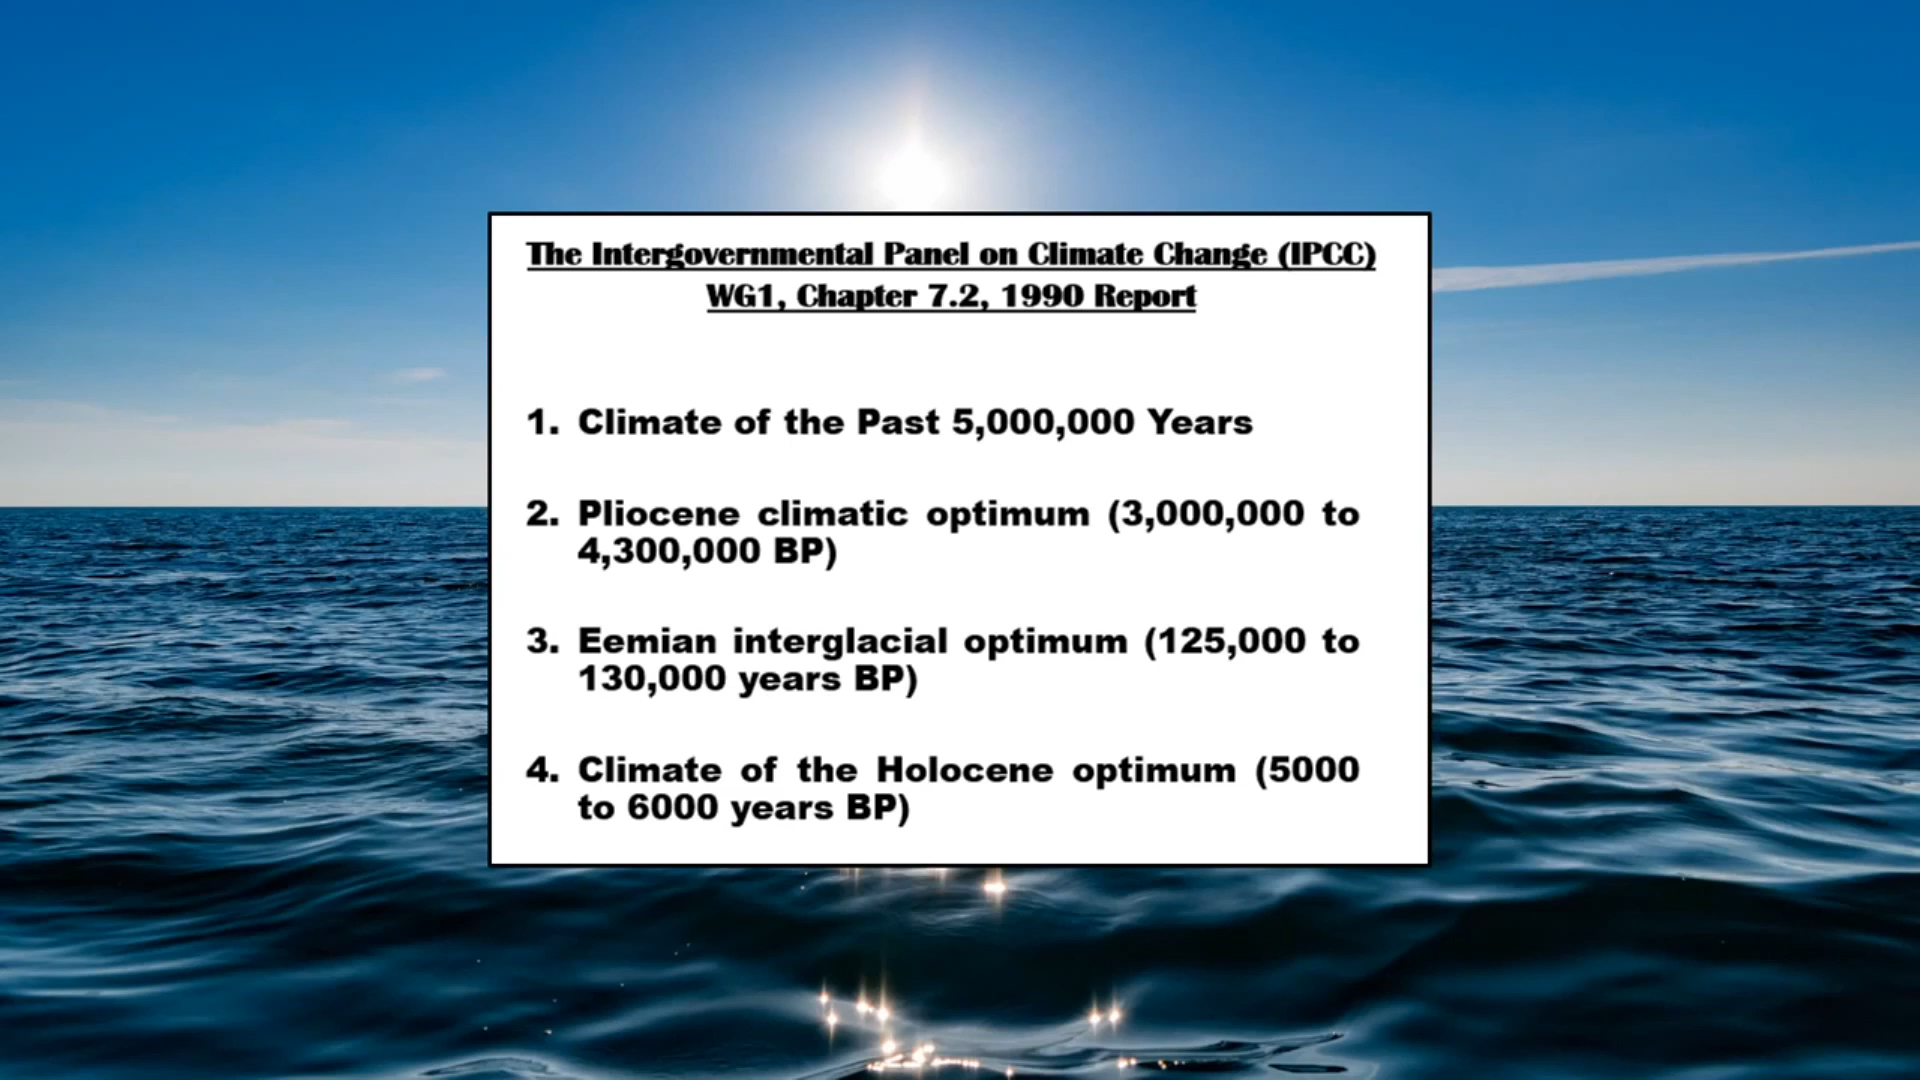 The Intergovernmental Panel on Climate Change (IPCC)
WG1, Chapter 7.2, 1990 Report
1. Climate of the Past 5,000,000 Years
2. Pliocene climatic optimum (3,000,000 to
4,300,000 BP)
3. Eemian interglacial optimum (125,000 to
130,000 years BP)
4. Climate of the Holocene optimum (5000
to 6000 years BP)